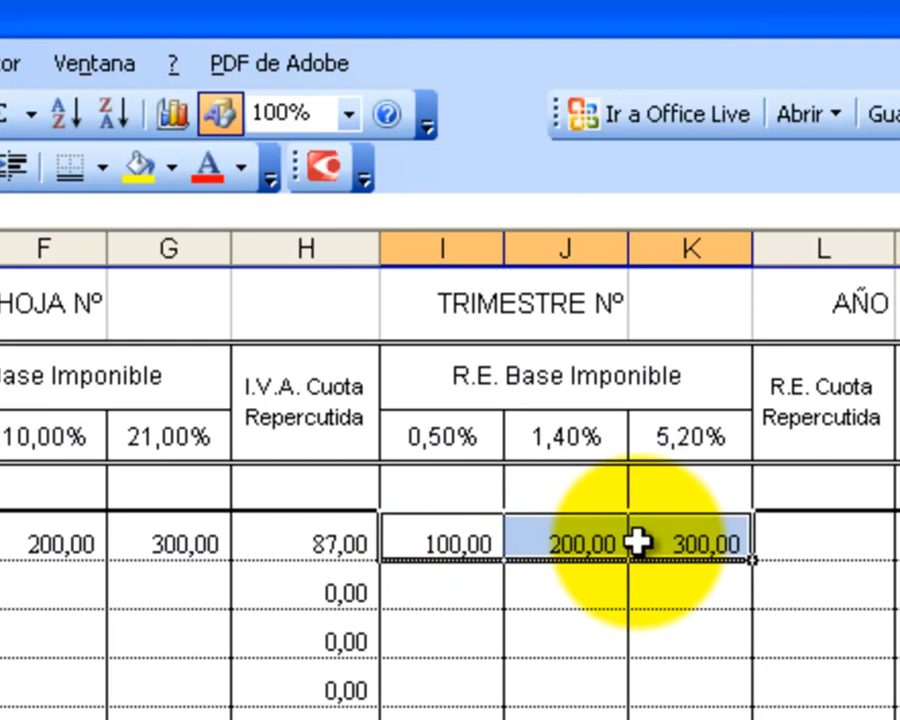 or Ventana ? PDF de Adobe
100% Ir a Office Live Abrir Gua
F G H I J K L
HOJA Nº TRIMESTRE Nº AÑO
Base Imponible I.V.A. Cuota Repercutida R.E. Base Imponible R.E. Cuota Repercutida
10,00% 21,00% 0,50% 1,40% 5,20%
200,00 300,00 87,00 100,00 200,00 300,00
0,00
0,00
0,00